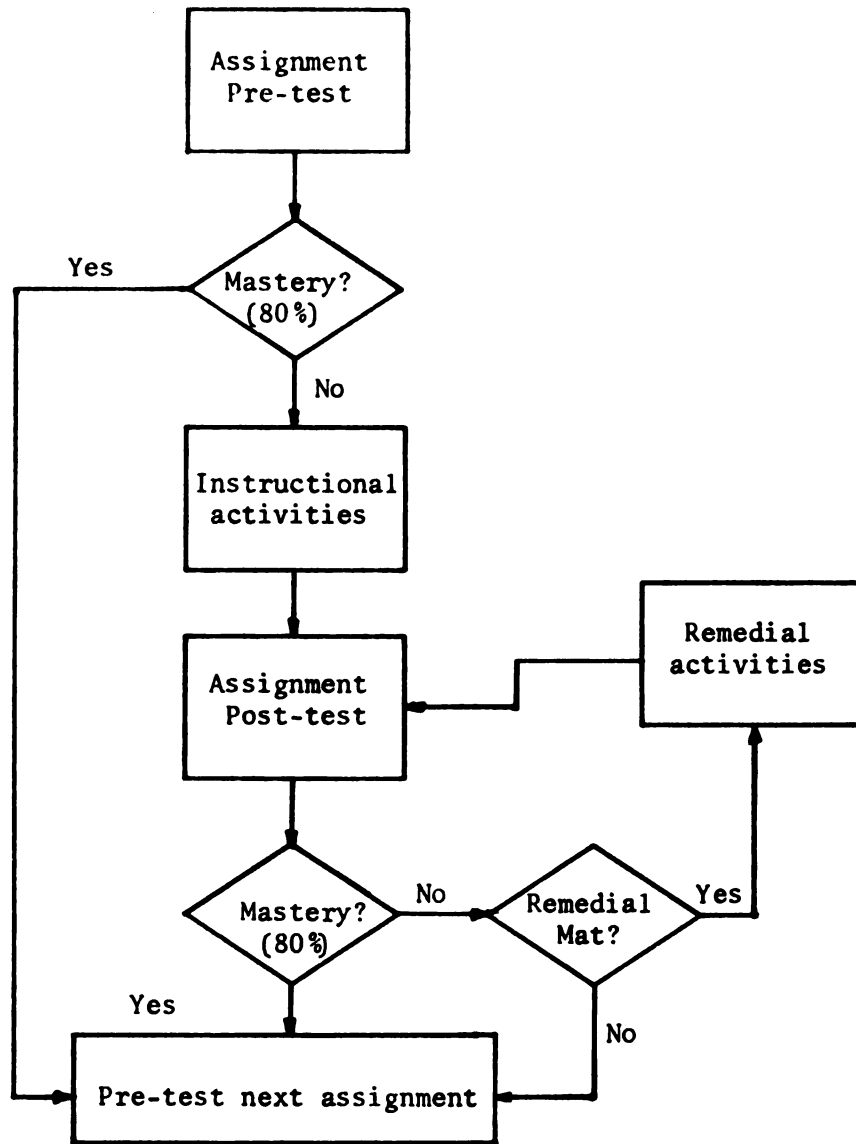 Assignment
Pre-test
Yes
Mastery?
(80%)
No
Instructional
activities
Remedial
activities
Assignment
Post-test
Mastery?
(80%)
No
Remedial
Mat?
Yes
Yes
No
Pre-test next assignment